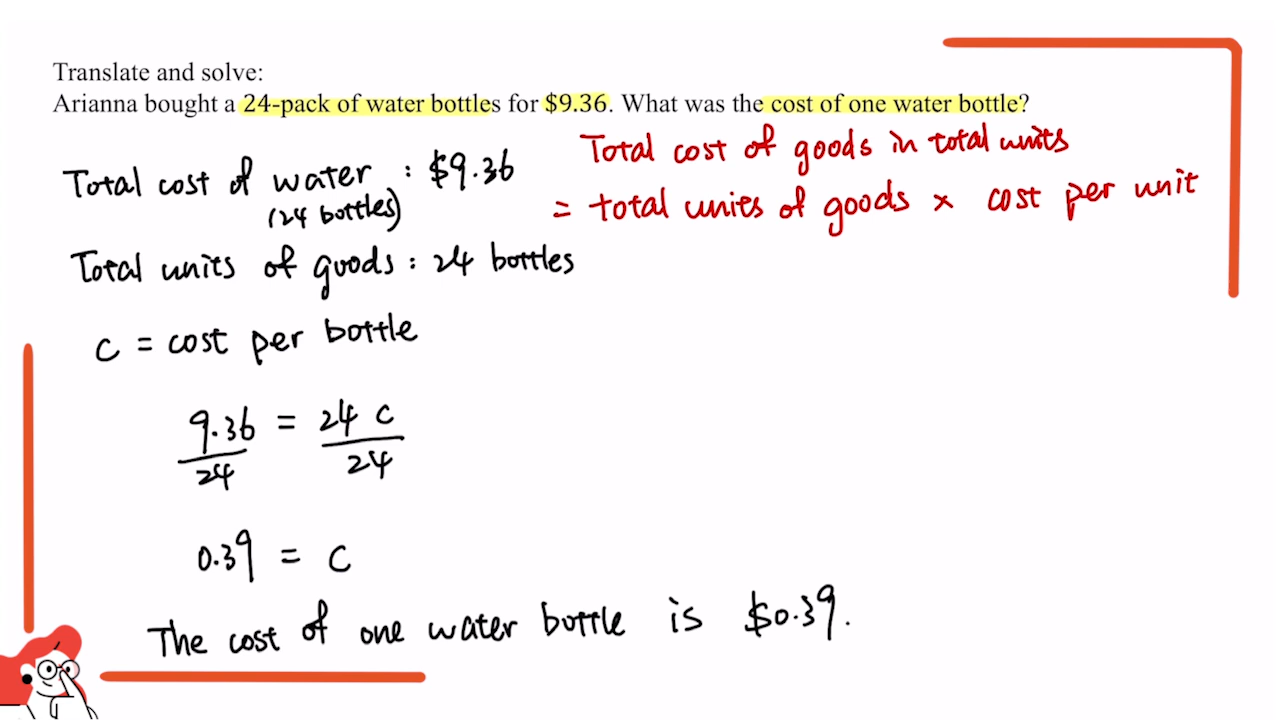 Translate and solve:
Arianna bought a 24-pack of water bottles for $9.36. What was the cost of one water bottle?
Total cost of goods in total units
= total units of goods × cost per unit
Total cost of water : $9.36
(24 bottles)
Total units of goods : 24 bottles
c = cost per bottle
9.36 = 24 c
24 24
0.39 = c
The cost of one water bottle is $0.39.